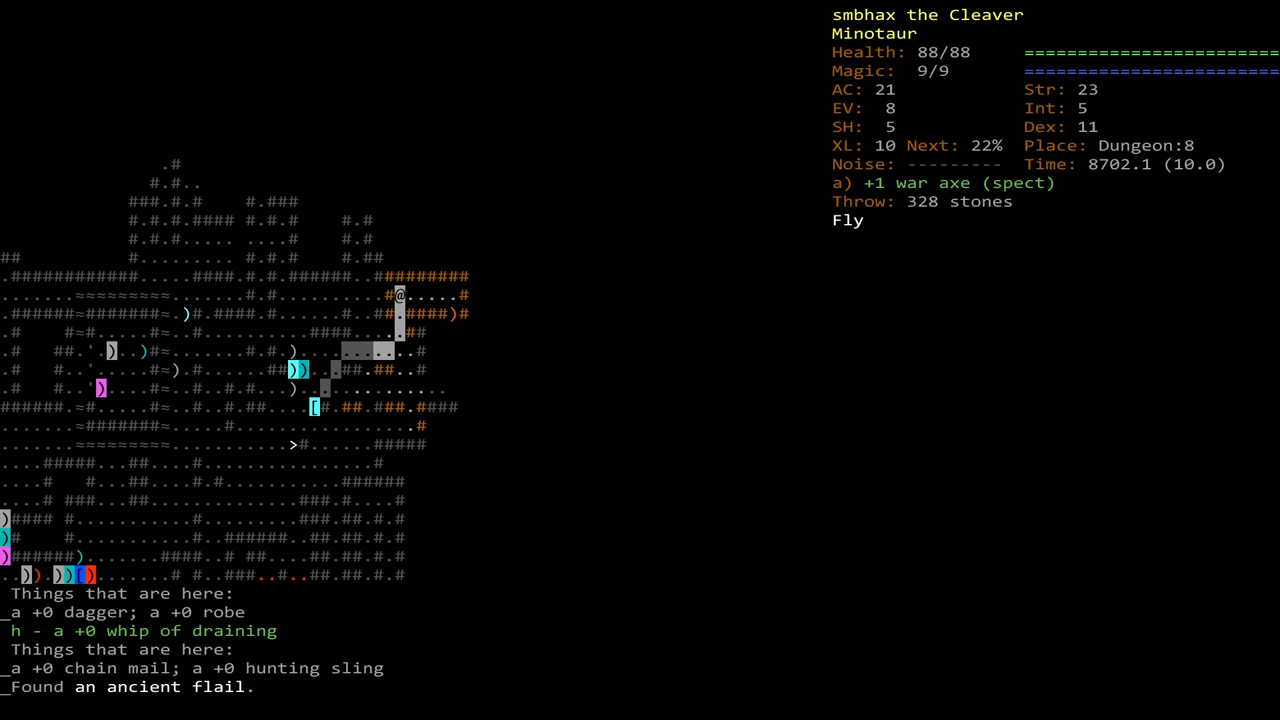 smbhax the Cleaver
Minotaur
Health: 88/88
Magic: 9/9
AC: 21 Str: 23
EV: 8 Int: 5
SH: 5 Dex: 11
XL: 10 Next: 22% Place: Dungeon:8
Noise: --------- Time: 8702.1 (10.0)
a) +1 war axe (spect)
Throw: 328 stones
Fly
Things that are here:
_a +0 dagger; a +0 robe
h - a +0 whip of draining
Things that are here:
_a +0 chain mail; a +0 hunting sling
_Found an ancient flail.